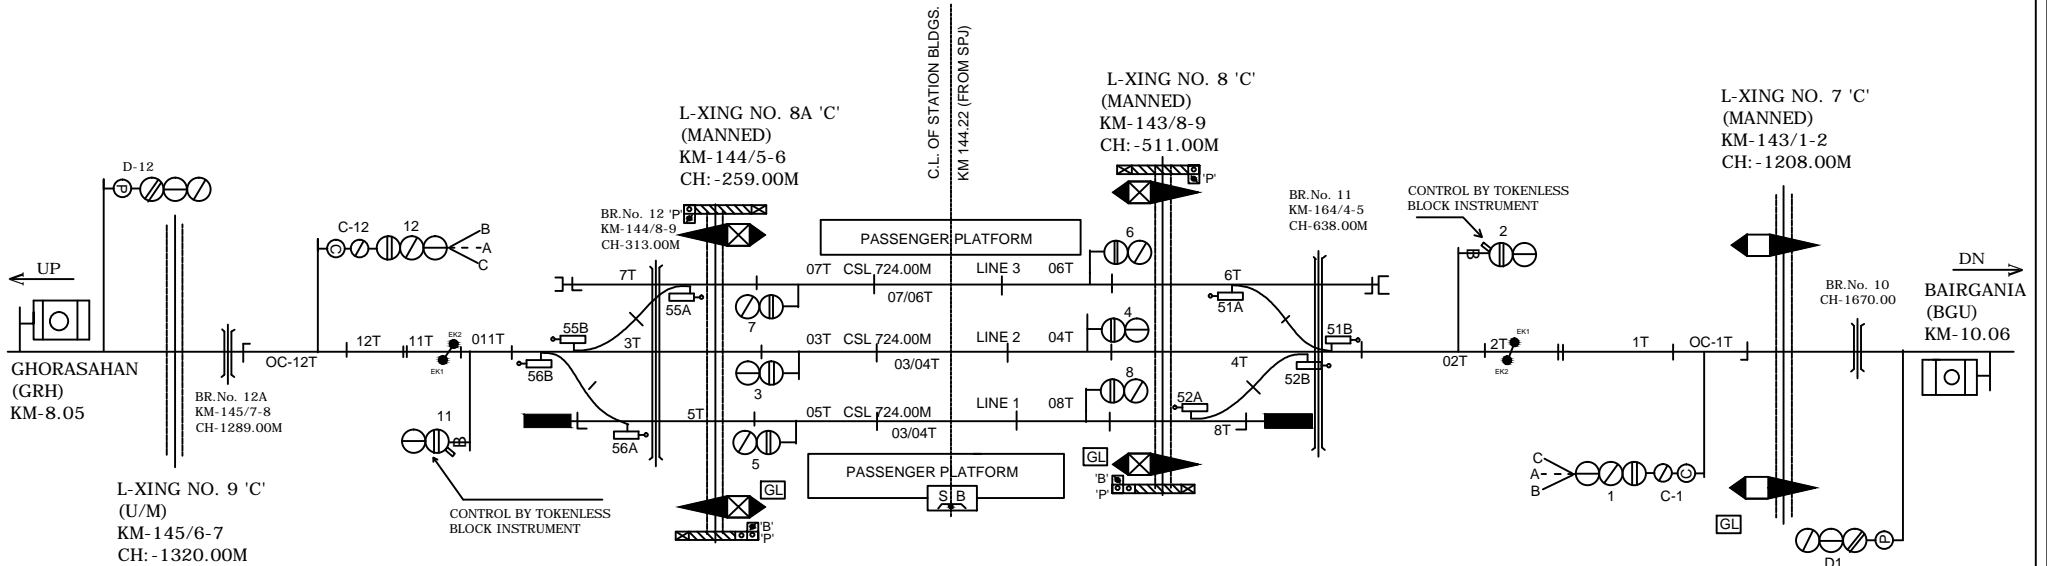 D-12
UP
GHORASAHAN
(GRH)
KM-8.05
L-XING NO. 9 'C'
(U/M)
KM-145/6-7
CH:-1320.00M
BR.No. 12A
KM-145/7-8
CH-1289.00M
OC-12T
C-12
12
B
A
C
C
P
12T
11T
EK2
EK1
011T
11
B
CONTROL BY TOKENLESS
BLOCK INSTRUMENT
L-XING NO. 8A 'C'
(MANNED)
KM-144/5-6
CH:-259.00M
BR.No. 12
'P'
KM-144/8-9
CH-313.00M
7T
55A
55B
3T
56B
56A
5T
7
3
5
GL
'B'
'P'
C.L. OF STATION BLDGS.
KM 144.22 (FROM SPJ)
PASSENGER PLATFORM
07T CSL 724.00M LINE 3 06T
07/06T
03T CSL 724.00M LINE 2 04T
03/04T
05T CSL 724.00M LINE 1 08T
03/04T
PASSENGER PLATFORM
S B
L-XING NO. 8 'C'
(MANNED)
KM-143/8-9
CH:-511.00M
'P'
6
4
8
GL
'B'
'P'
BR.No. 11
KM-164/4-5
CH-638.00M
6T
51A
51B
4T
52B
52A
8T
CONTROL BY TOKENLESS
BLOCK INSTRUMENT
2
B
02T
2T
EK1
EK2
1T
OC-1T
C
A
B
1
C-1
C
L-XING NO. 7 'C'
(MANNED)
KM-143/1-2
CH:-1208.00M
GL
BR.No. 10
CH-1670.00
DN
BAIRGANIA
(BGU)
KM-10.06
P
D1